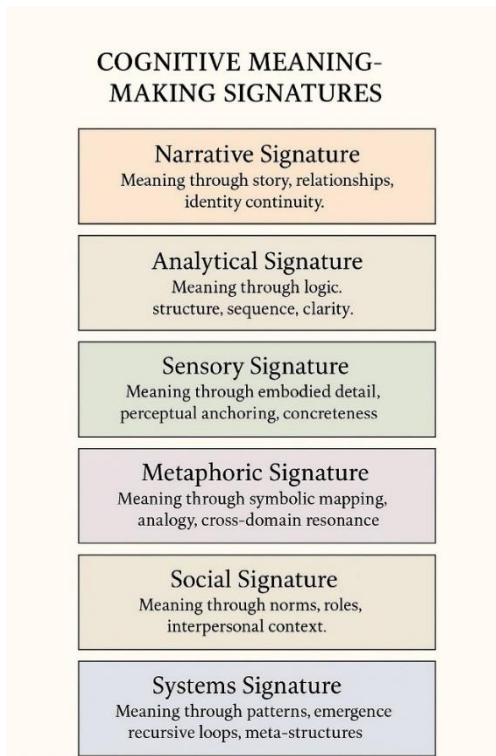 COGNITIVE MEANING-
MAKING SIGNATURES
Narrative Signature
Meaning through story, relationships,
identity continuity.
Analytical Signature
Meaning through logic.
structure, sequence, clarity.
Sensory Signature
Meaning through embodied detail,
perceptual anchoring, concreteness
Metaphoric Signature
Meaning through symbolic mapping,
analogy, cross-domain resonance
Social Signature
Meaning through norms, roles,
interpersonal context.
Systems Signature
Meaning through patterns, emergence
recursive loops, meta-structures